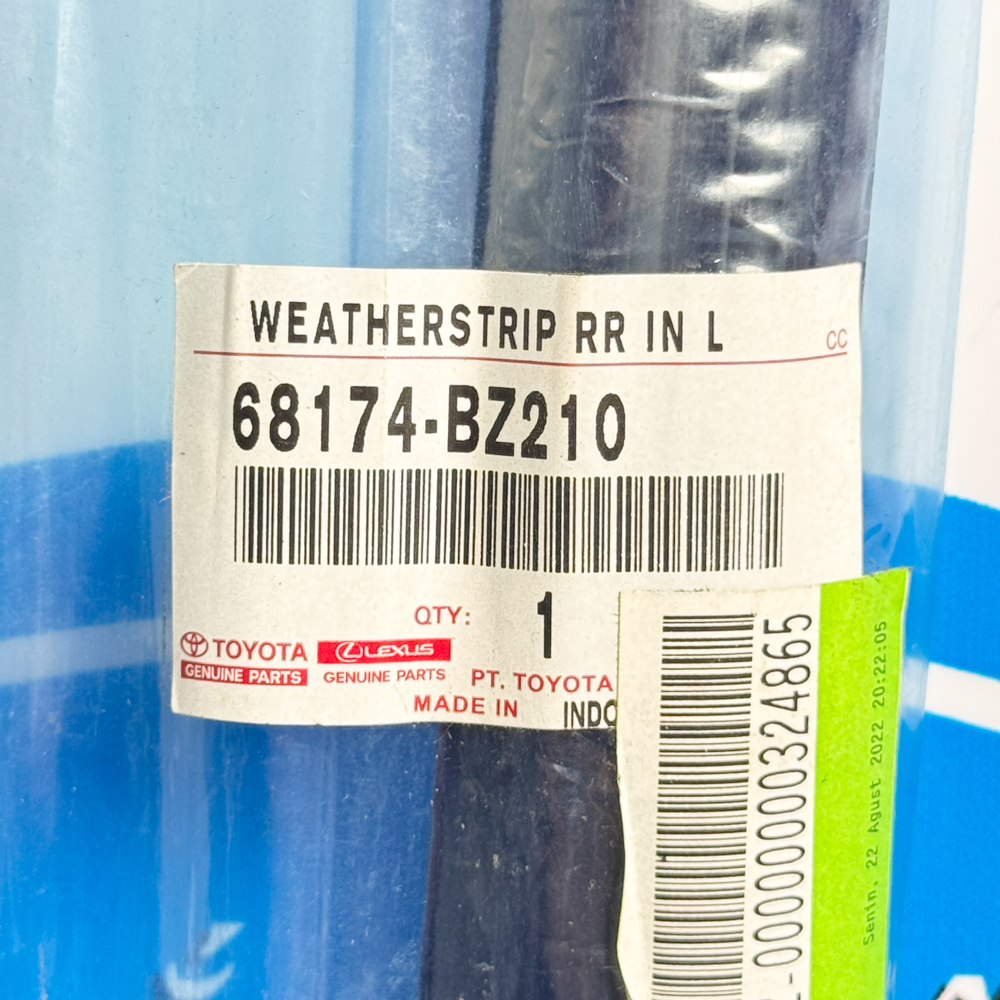 WEATHERSTRIP RR IN L
CC
68174-BZ210
QTY: 1
TOYOTA
GENUINE PARTS
LEXUS
GENUINE PARTS
PT. TOYOTA
MADE IN INDO
-0000000000324865
Senin, 22 Agust 2022 20:22:05